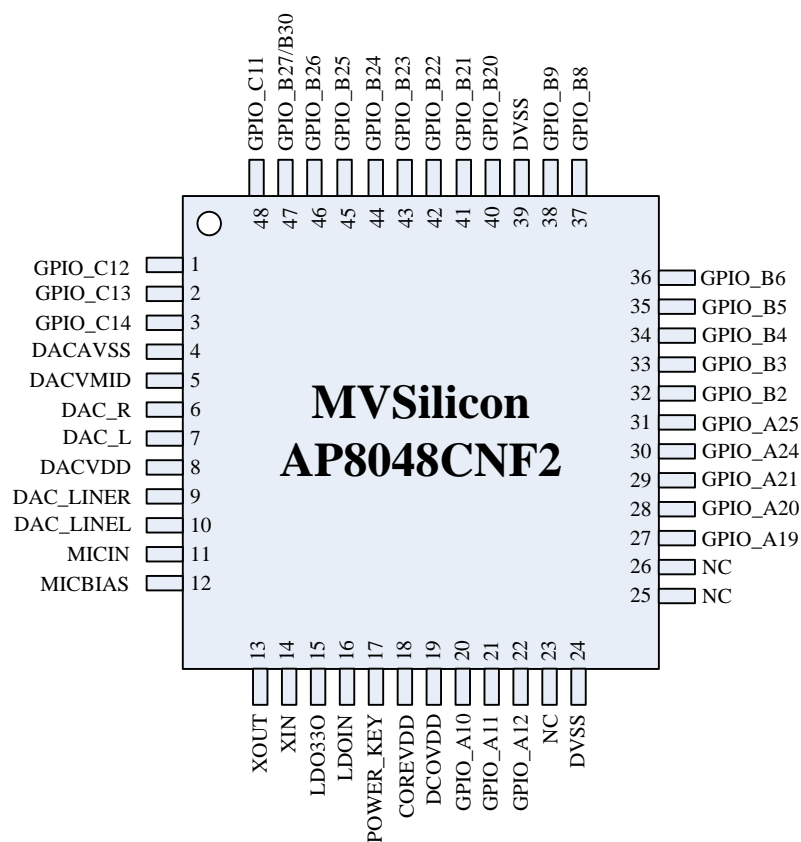 GPIO_C11
GPIO_B27/B30
GPIO_B26
GPIO_B25
GPIO_B24
GPIO_B23
GPIO_B22
GPIO_B21
GPIO_B20
DVSS
GPIO_B9
GPIO_B8
48
47
46
45
44
43
42
41
40
39
38
37
GPIO_C12 1
GPIO_C13 2
GPIO_C14 3
DACAVSS 4
DACVMID 5
DAC_R 6
DAC_L 7
DACVDD 8
DAC_LINER 9
DAC_LINEL 10
MICIN 11
MICBIAS 12
MVSilicon
AP8048CNF2
36 GPIO_B6
35 GPIO_B5
34 GPIO_B4
33 GPIO_B3
32 GPIO_B2
31 GPIO_A25
30 GPIO_A24
29 GPIO_A21
28 GPIO_A20
27 GPIO_A19
26 NC
25 NC
13
14
15
16
17
18
19
20
21
22
23
24
XOUT
XIN
LDO33O
LDOIN
POWER_KEY
COREVDD
DCOVDD
GPIO_A10
GPIO_A11
GPIO_A12
NC
DVSS